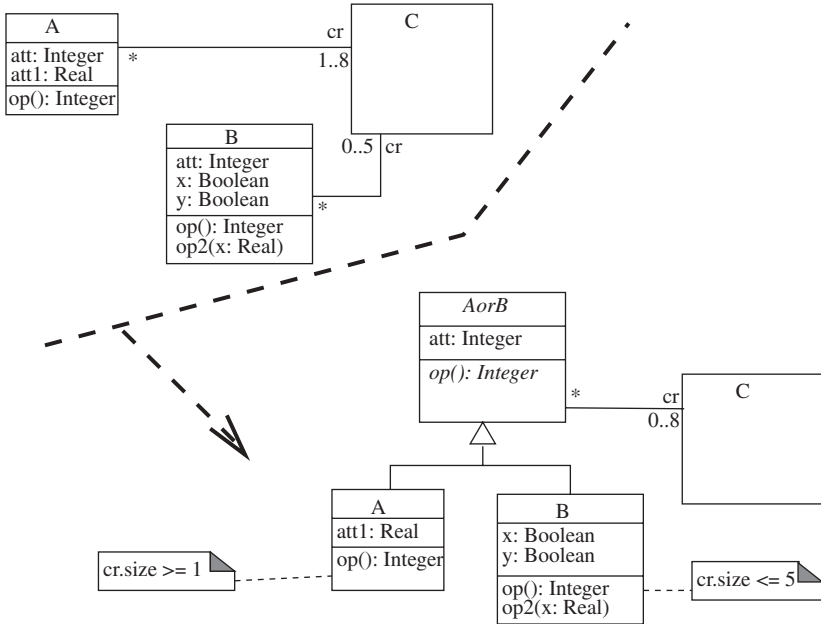 A
att: Integer
att1: Real
op(): Integer
*
cr
1..8
C
B
att: Integer
x: Boolean
y: Boolean
op(): Integer
op2(x: Real)
*
0..5
cr
AorB
att: Integer
op(): Integer
*
cr
0..8
C
A
att1: Real
op(): Integer
B
x: Boolean
y: Boolean
op(): Integer
op2(x: Real)
cr.size >= 1
cr.size <= 5